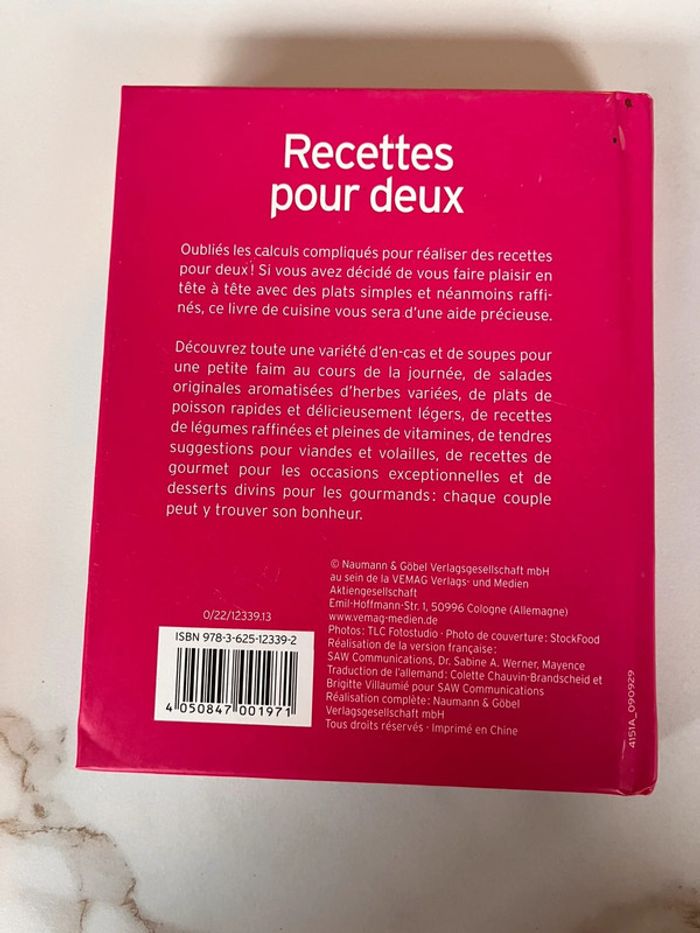 Recettes
pour deux
Oubliés les calculs compliqués pour réaliser des recettes
pour deux! Si vous avez décidé de vous faire plaisir en
tête à tête avec des plats simples et néanmoins raffi-
nés, ce livre de cuisine vous sera d'une aide précieuse.
Découvrez toute une variété d'en-cas et de soupes pour
une petite faim au cours de la journée, de salades
originales aromatisées d'herbes variées, de plats de
poisson rapides et délicieusement légers, de recettes
de légumes raffinées et pleines de vitamines, de tendres
suggestions pour viandes et volailles, de recettes de
gourmet pour les occasions exceptionnelles et de
desserts divins pour les gourmands: chaque couple
peut y trouver son bonheur.
© Naumann & Göbel Verlagsgesellschaft mbH
au sein de la VEMAG Verlags- und Medien
Aktiengesellschaft
Emil-Hoffmann-Str. 1, 50996 Cologne (Allemagne)
www.vemag-medien.de
Photos: TLC Fotostudio · Photo de couverture: StockFood
Réalisation de la version française:
SAW Communications, Dr. Sabine A. Werner, Mayence
Traduction de l'allemand: Colette Chauvin-Brandscheid et
Brigitte Villaumié pour SAW Communications
Réalisation complète: Naumann & Göbel
Verlagsgesellschaft mbH
Tous droits réservés · Imprimé en Chine
0/22/12339.13
ISBN 978-3-625-12339-2
4 050847 001971
4151A_090929